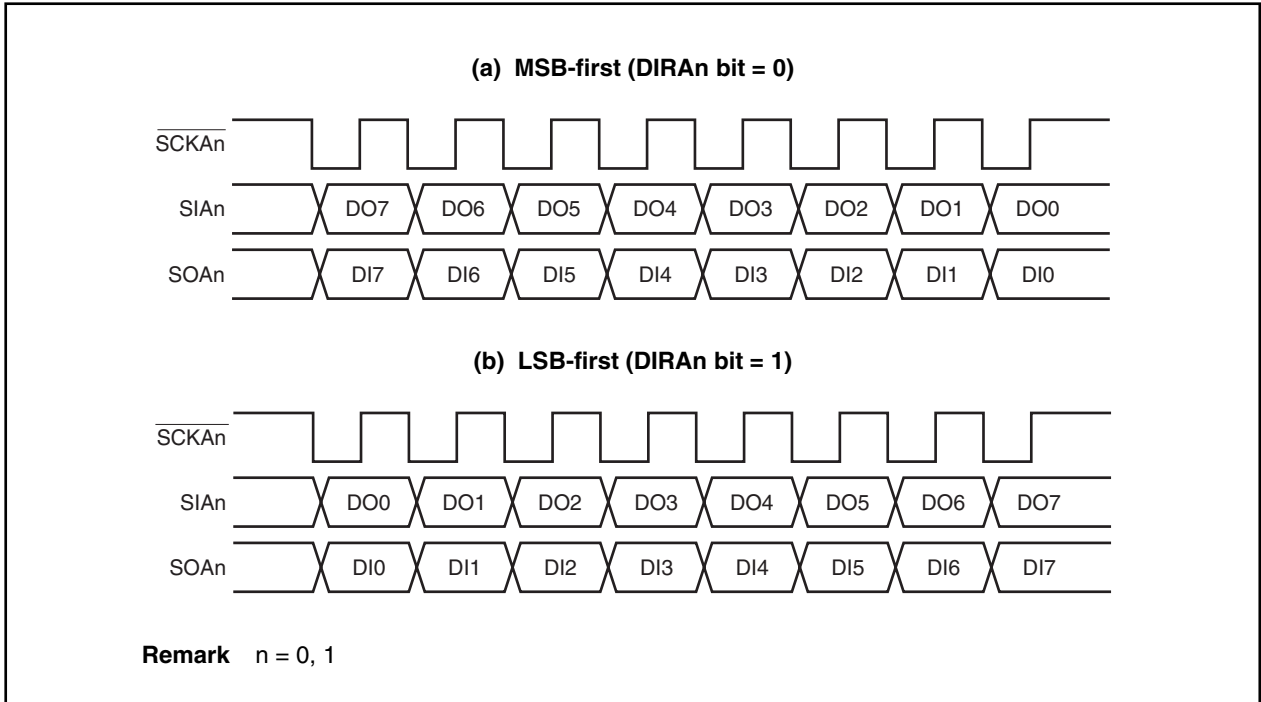 (a) MSB-first (DIRAn bit = 0)
SCKAn
SIAn DO7 DO6 DO5 DO4 DO3 DO2 DO1 DO0
SOAn DI7 DI6 DI5 DI4 DI3 DI2 DI1 DI0
(b) LSB-first (DIRAn bit = 1)
SCKAn
SIAn DO0 DO1 DO2 DO3 DO4 DO5 DO6 DO7
SOAn DI0 DI1 DI2 DI3 DI4 DI5 DI6 DI7
Remark n = 0, 1